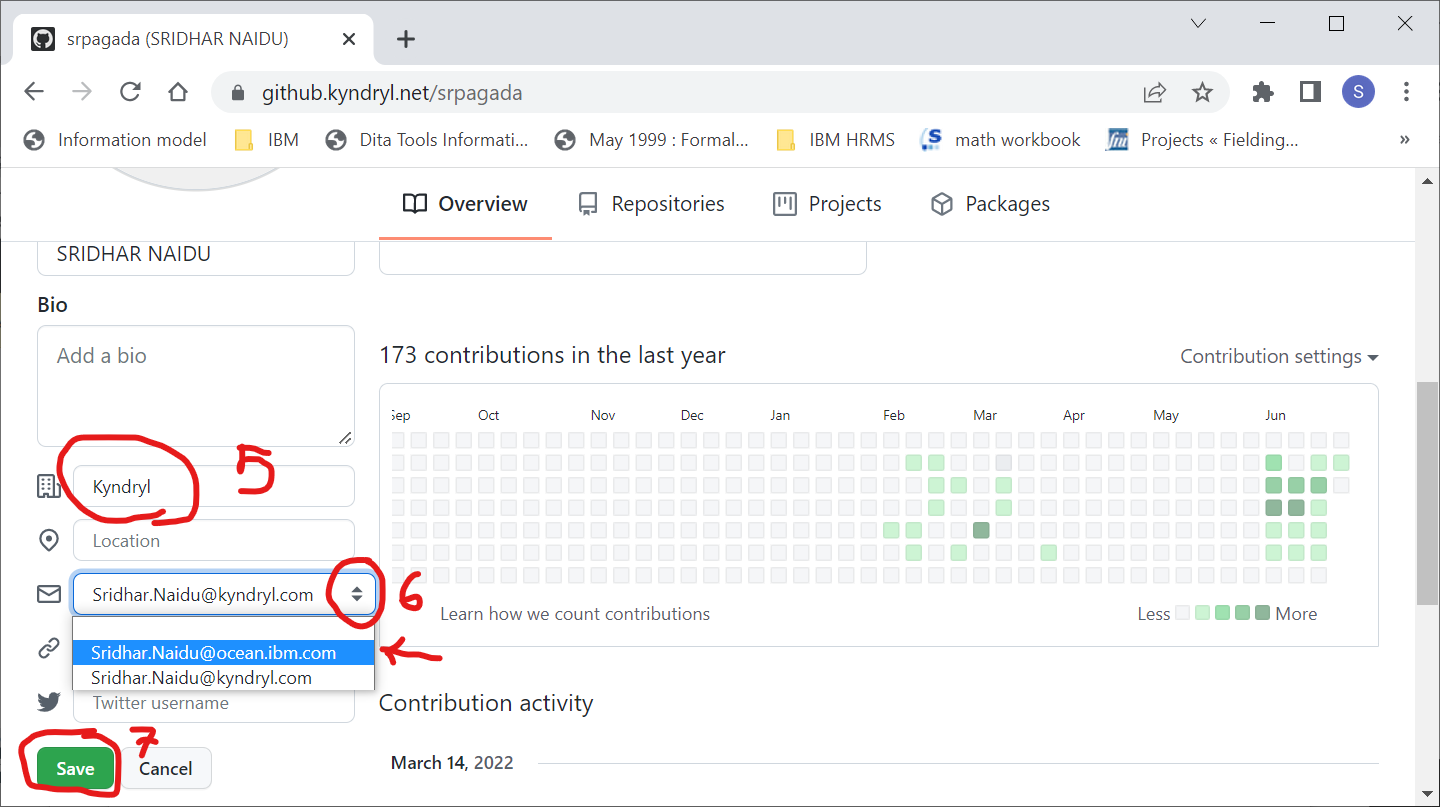 srpagada (SRIDHAR NAIDU)
github.kyndryl.net/srpagada
S
Information model
IBM
Dita Tools Informati...
May 1999 : Formal...
IBM HRMS
S
math workbook
fm
Projects « Fielding...
»
Overview
Repositories
Projects
Packages
SRIDHAR NAIDU
Bio
Add a bio
Kyndryl
5
Location
Sridhar.Naidu@kyndryl.com
6
Sridhar.Naidu@ocean.ibm.com
Sridhar.Naidu@kyndryl.com
Twitter username
7
Save
Cancel
173 contributions in the last year
Contribution settings
Sep Oct Nov Dec Jan Feb Mar Apr May Jun
Learn how we count contributions
Less
More
Contribution activity
March 14, 2022